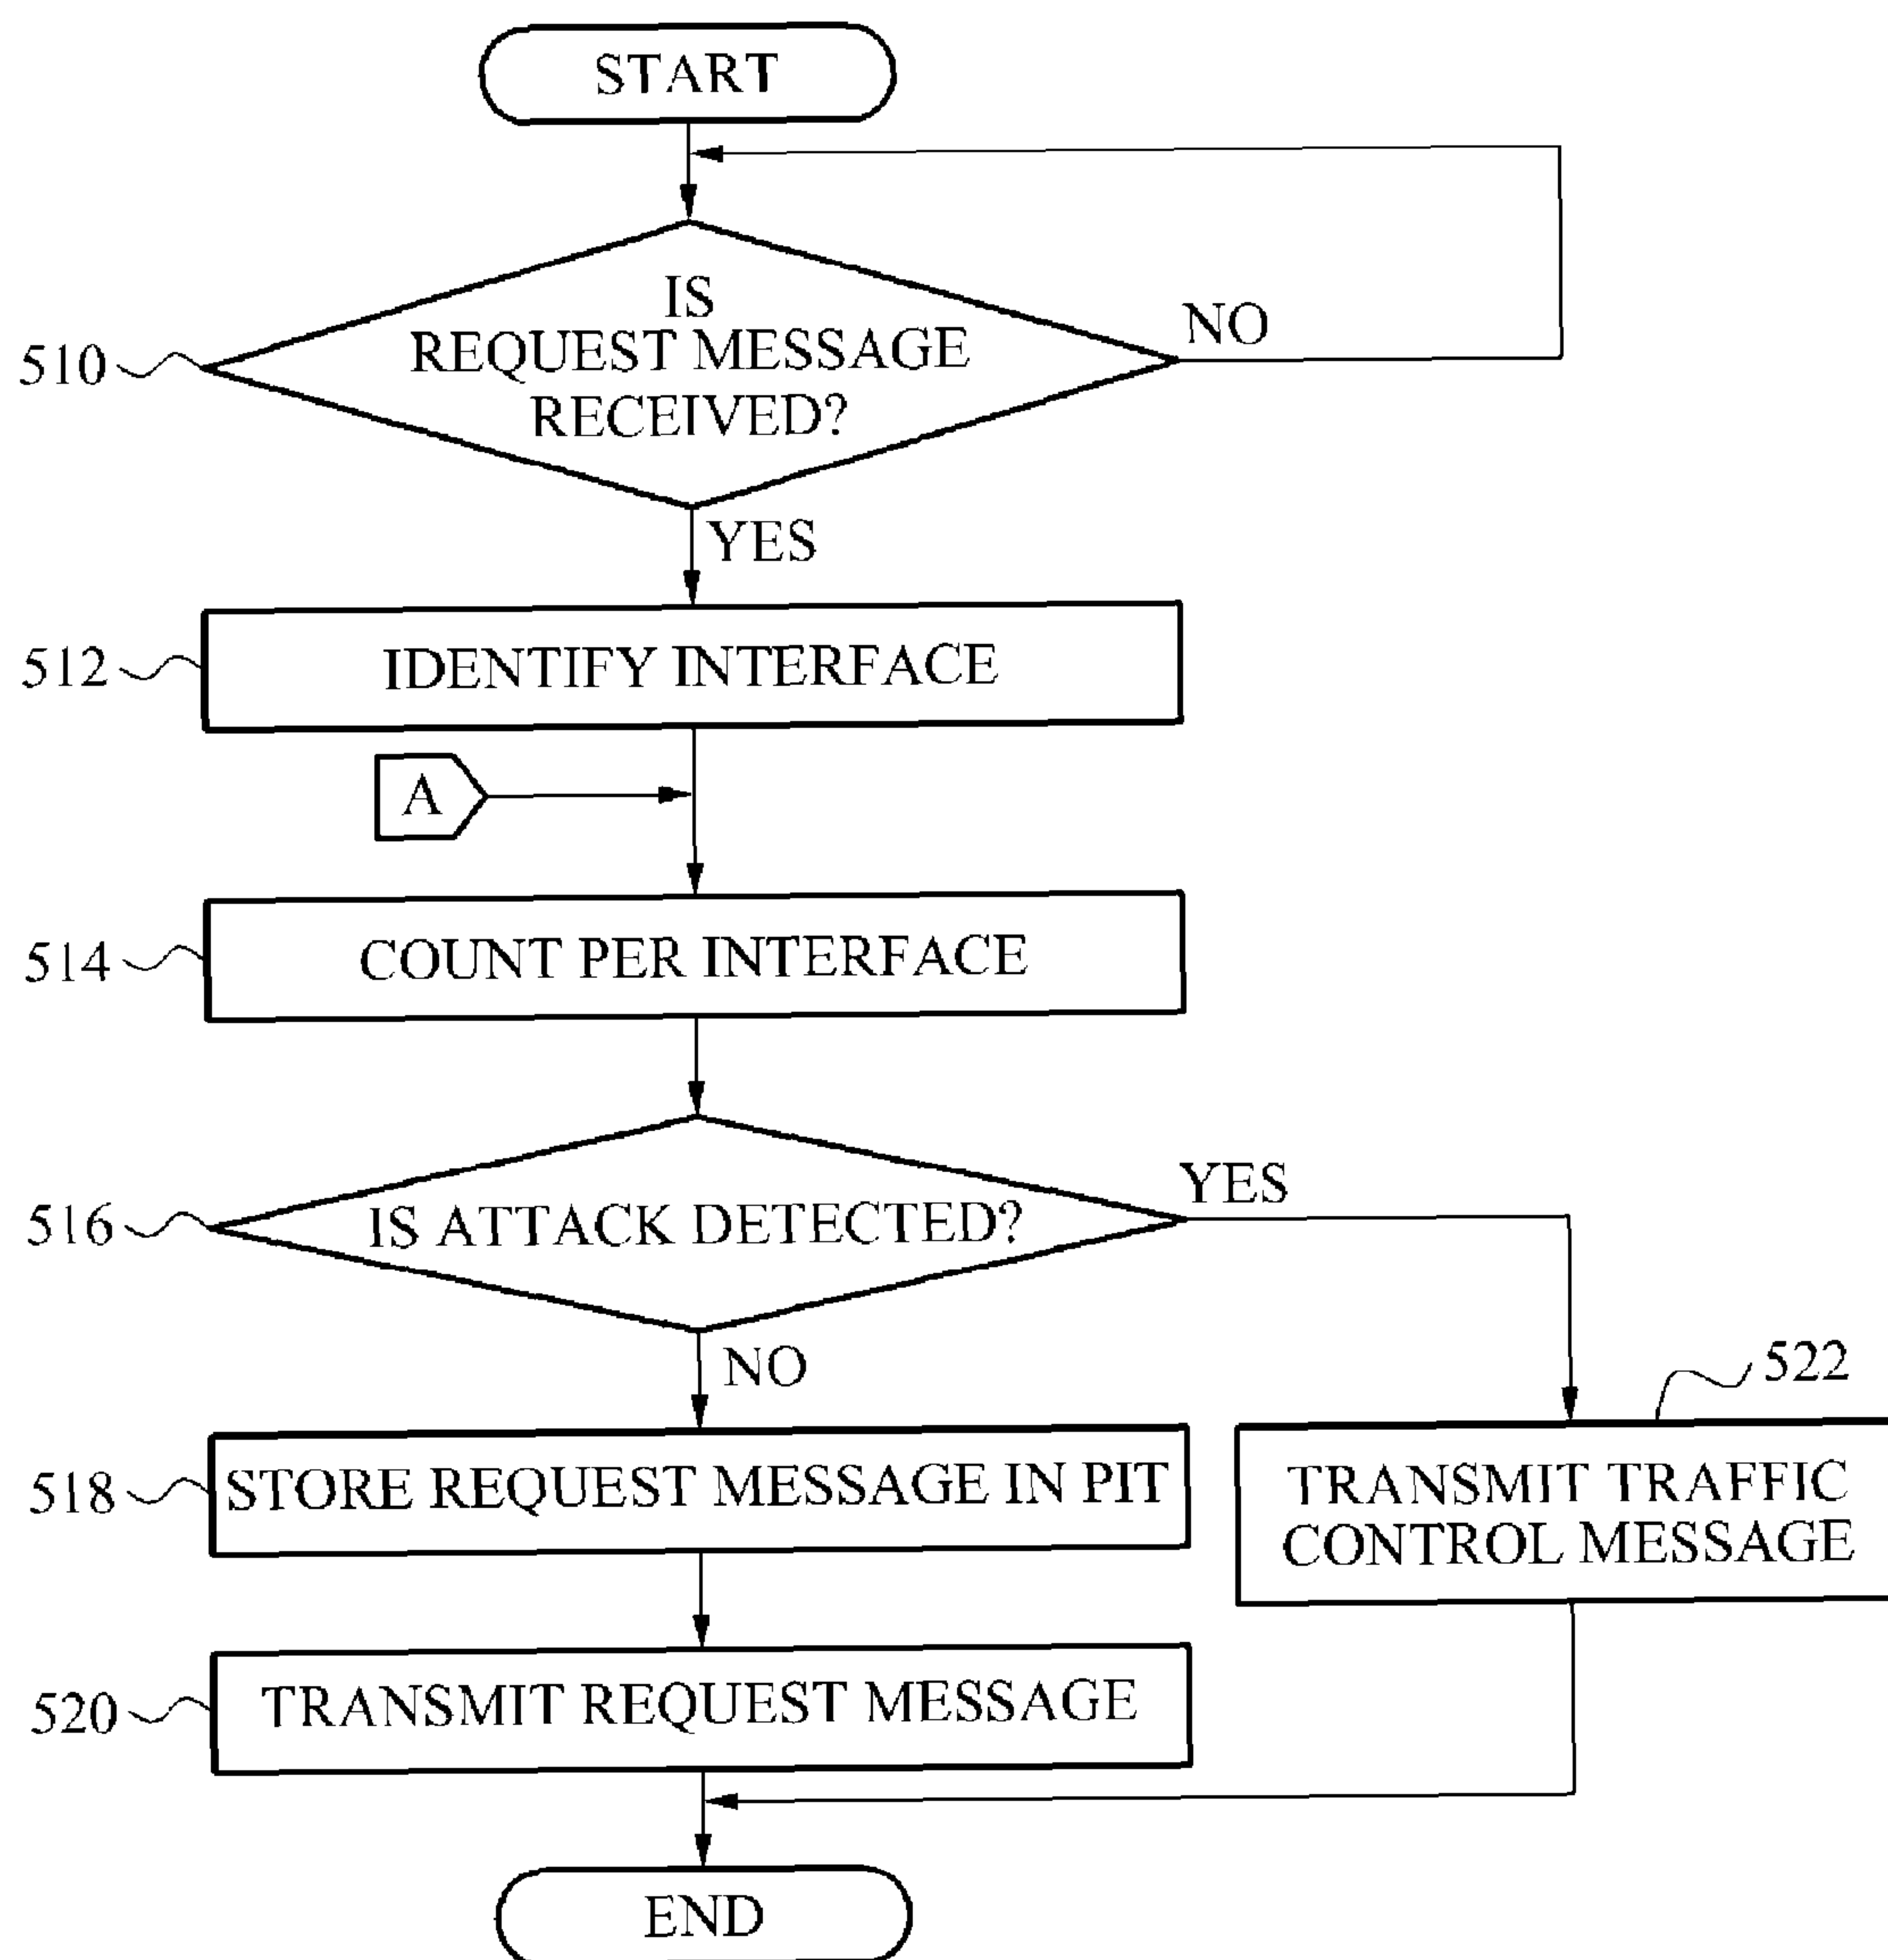 START
IS
REQUEST MESSAGE
RECEIVED?
NO
510
YES
512
IDENTIFY INTERFACE
A
514
COUNT PER INTERFACE
516
IS ATTACK DETECTED?
YES
NO
522
518
STORE REQUEST MESSAGE IN PIT
TRANSMIT TRAFFIC
CONTROL MESSAGE
520
TRANSMIT REQUEST MESSAGE
END